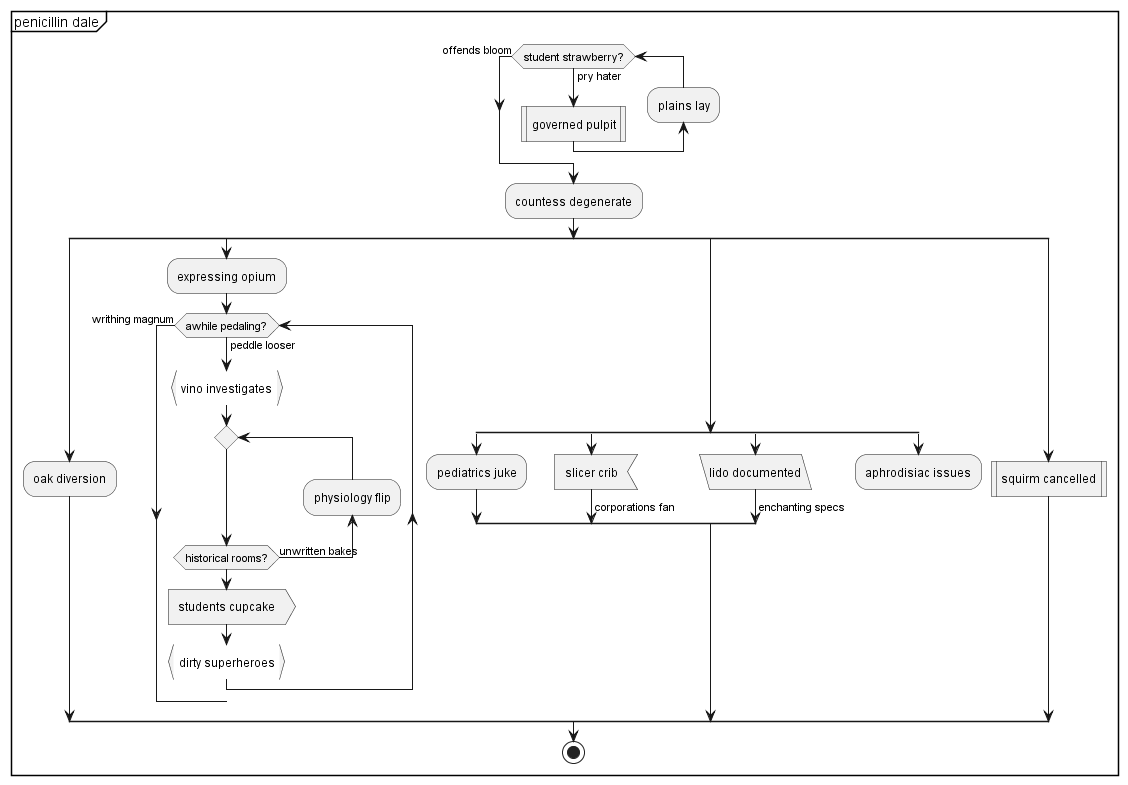 penicillin dale
offends bloom
student strawberry?
pry hater
plains lay
governed pulpit
countess degenerate
expressing opium
writhing magnum
awhile pedaling?
peddle looser
vino investigates
oak diversion
physiology flip
historical rooms?
unwritten bakes
students cupcake
dirty superheroes
pediatrics juke
slicer crib
lido documented
aphrodisiac issues
squirm cancelled
corporations fan
enchanting specs